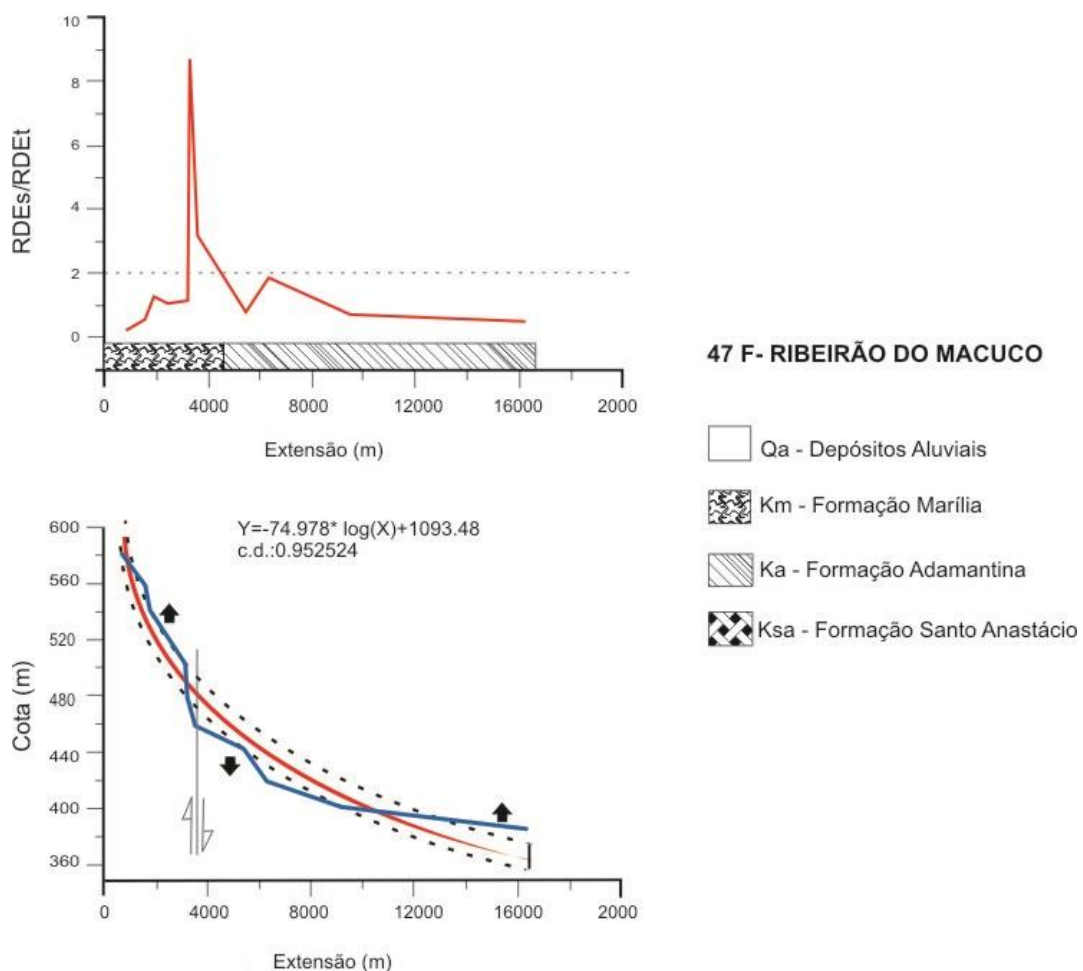 10
8
6
4
2
0
RDEs/RDEt
0 4000 8000 12000 16000 2000
Extensão (m)
47 F- RIBEIRÃO DO MACUCO
Qa - Depósitos Aluviais
Km - Formação Marília
Ka - Formação Adamantina
Ksa - Formação Santo Anastácio
600
560
520
480
440
400
360
Cota (m)
Y=-74.978* log(X)+1093.48
c.d.:0.952524
0 4000 8000 12000 16000 2000
Extensão (m)